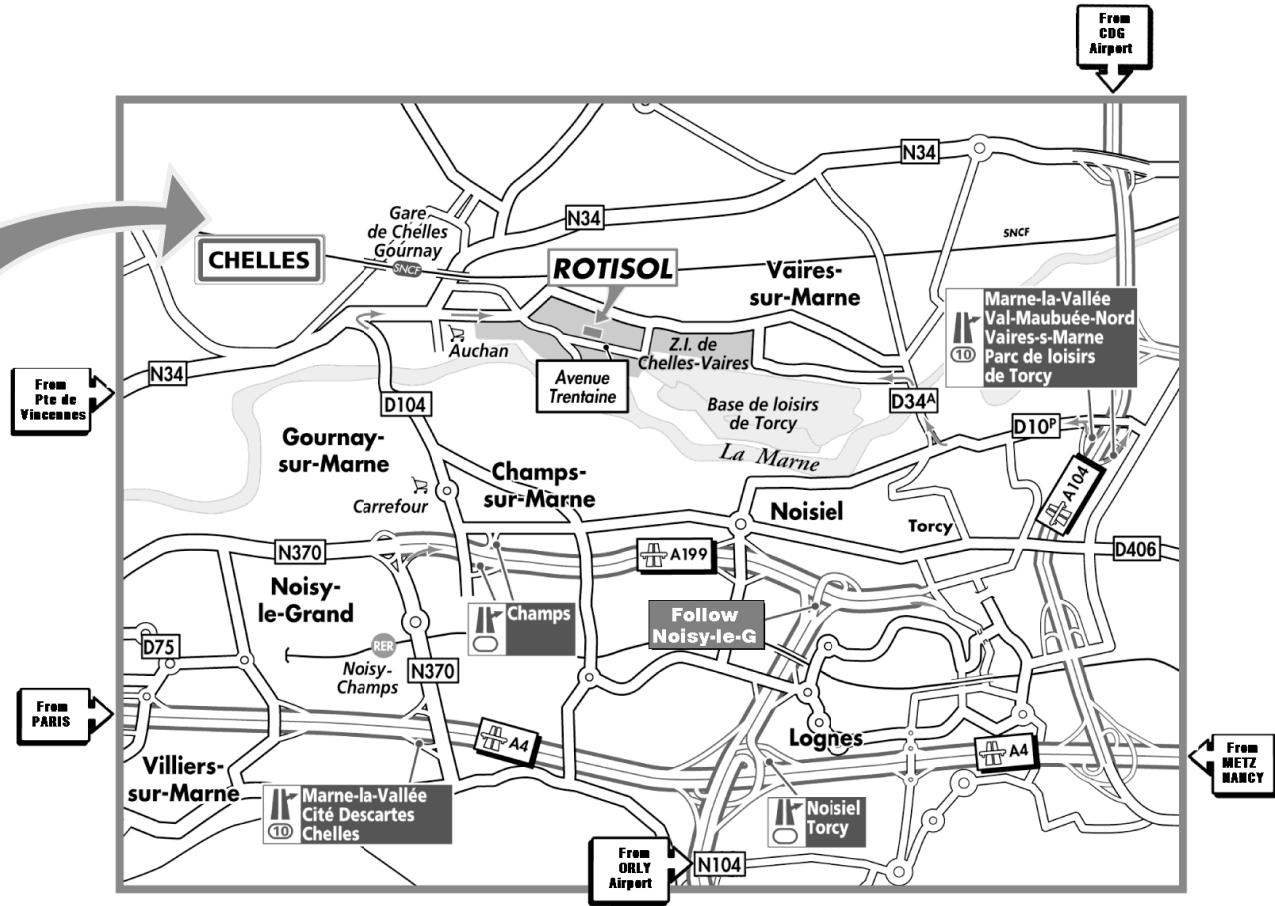 From
CDG
Airport
N34
N34
Gare
de Chelles
Gournay
SNCF
SNCF
CHELLES
ROTISOL
Vaires-
sur-Marne
Marne-la-Vallée
Val-Maubuée-Nord
Vaires-s-Marne
Parc de loisirs
de Torcy
10
Auchan
Z.I. de
Chelles-Vaires
Avenue
Trentaine
N34
From
Pte de
Vincennes
D104
Base de loisirs
de Torcy
D34A
D10P
La Marne
Gournay-
sur-Marne
Champs-
sur-Marne
Carrefour
Noisiel
Torcy
A104
N370
A199
D406
Noisy-
le-Grand
Champs
Follow
Noisy-le-G
D75
RER
Noisy-
Champs
N370
From
PARIS
A4
Lognes
A4
From
METZ
NANCY
Villiers-
sur-Marne
Marne-la-Vallée
Cité Descartes
Chelles
10
Noisiel
Torcy
From
ORLY
Airport
N104